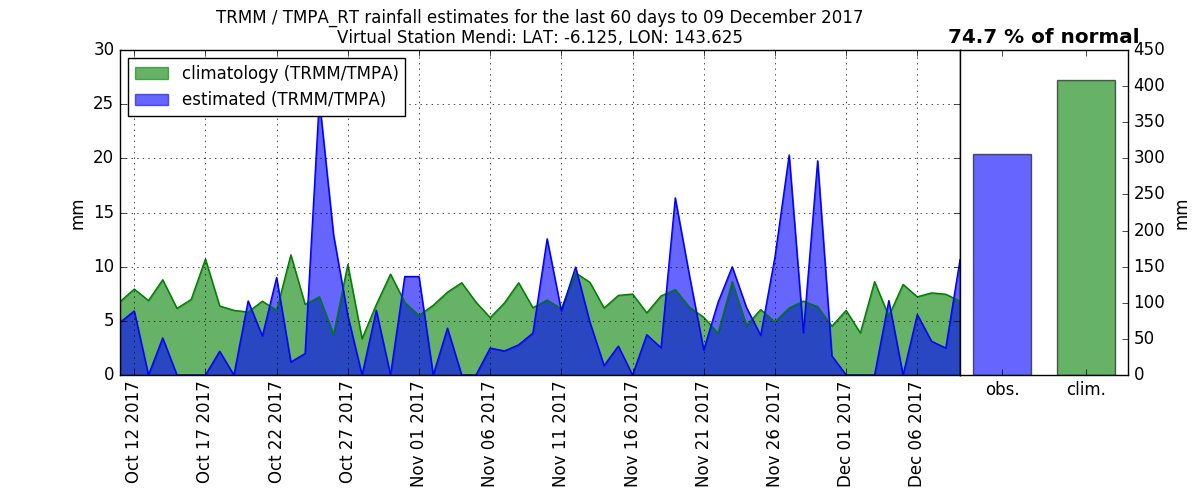 TRMM / TMPA_RT rainfall estimates for the last 60 days to 09 December 2017
Virtual Station Mendi: LAT: -6.125, LON: 143.625
74.7 % of normal
climatology (TRMM/TMPA)
estimated (TRMM/TMPA)
30
25
20
15
10
5
0
mm
450
400
350
300
250
200
150
100
50
0
mm
obs.
clim.
Oct 12 2017
Oct 17 2017
Oct 22 2017
Oct 27 2017
Nov 01 2017
Nov 06 2017
Nov 11 2017
Nov 16 2017
Nov 21 2017
Nov 26 2017
Dec 01 2017
Dec 06 2017